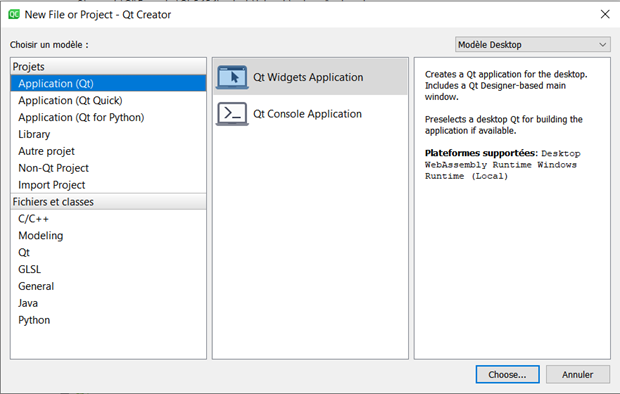 New File or Project - Qt Creator
Choisir un modèle :
Modèle Desktop
Projets
Application (Qt)
Application (Qt Quick)
Application (Qt for Python)
Library
Autre projet
Non-Qt Project
Import Project
Fichiers et classes
C/C++
Modeling
Qt
GLSL
General
Java
Python
Qt Widgets Application
Qt Console Application
Creates a Qt application for the desktop.
Includes a Qt Designer-based main
window.
Preselects a desktop Qt for building the
application if available.
Plateformes supportées: Desktop
WebAssembly Runtime Windows
Runtime (Local)
Choose...
Annuler